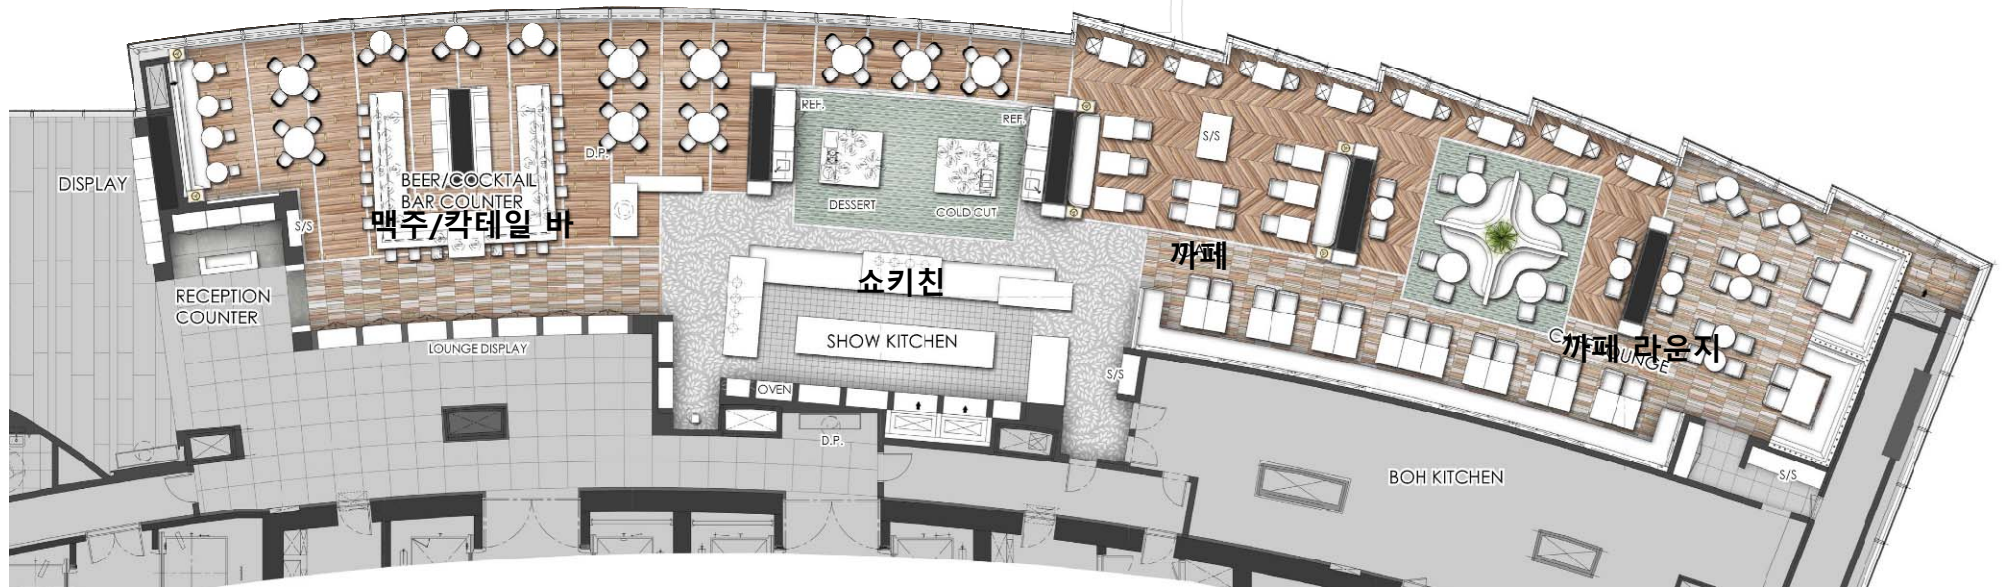 DISPLAY
RECEPTION
COUNTER
S/S
BEER/COCKTAIL
BAR COUNTER
맥주/칵테일 바
LOUNGE DISPLAY
D.P.
REF.
REF.
DESSERT
COLD CUT
쇼키친
SHOW KITCHEN
OVEN
D.P.
S/S
S/S
까페
까페 라운지
BOH KITCHEN
S/S